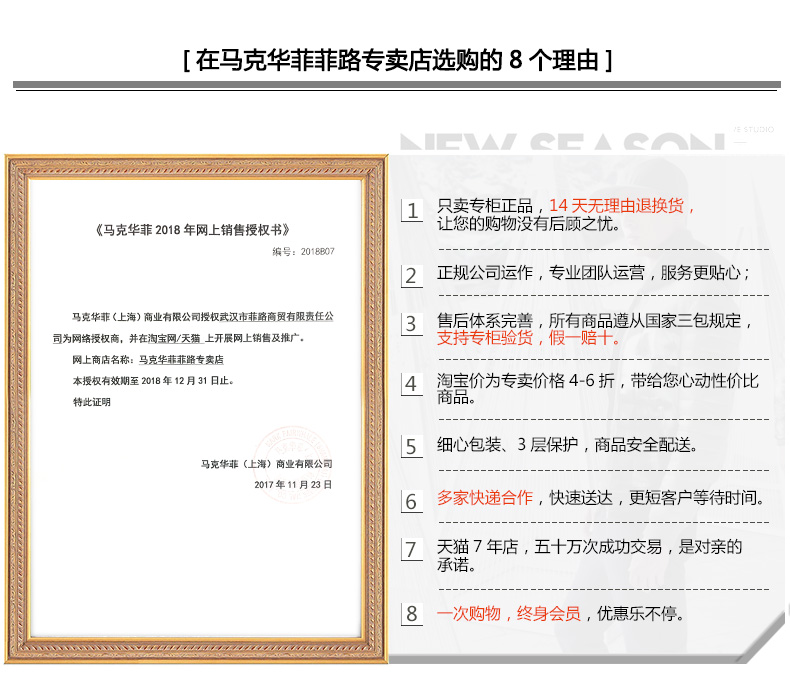 [ 在马克华菲菲路专卖店选购的 8 个理由 ]
NEW SEASON
IE STUDIO
《马克华菲 2018 年网上销售授权书》
编号：2018B07
马克华菲（上海）商业有限公司授权武汉市菲路商贸有限责任公
司为网络授权商，并在淘宝网/天猫 上开展网上销售及推广。
网上商店名称：马克华菲菲路专卖店
本授权有效期至 2018 年 12 月 31 日止。
特此证明
马克华菲（上海）商业有限公司
2017 年 11 月 23 日
1 只卖专柜正品，14 天无理由退换货，
让您的购物没有后顾之忧。
2 正规公司运作，专业团队运营，服务更贴心；
3 售后体系完善，所有商品遵从国家三包规定，
支持专柜验货，假一赔十。
4 淘宝价为专卖价格 4-6 折，带给您心动性价比
商品。
5 细心包装、3 层保护，商品安全配送。
6 多家快递合作，快速送达，更短客户等待时间。
7 天猫 7 年店，五十万次成功交易，是对亲的
承诺。
8 一次购物，终身会员，优惠乐不停。